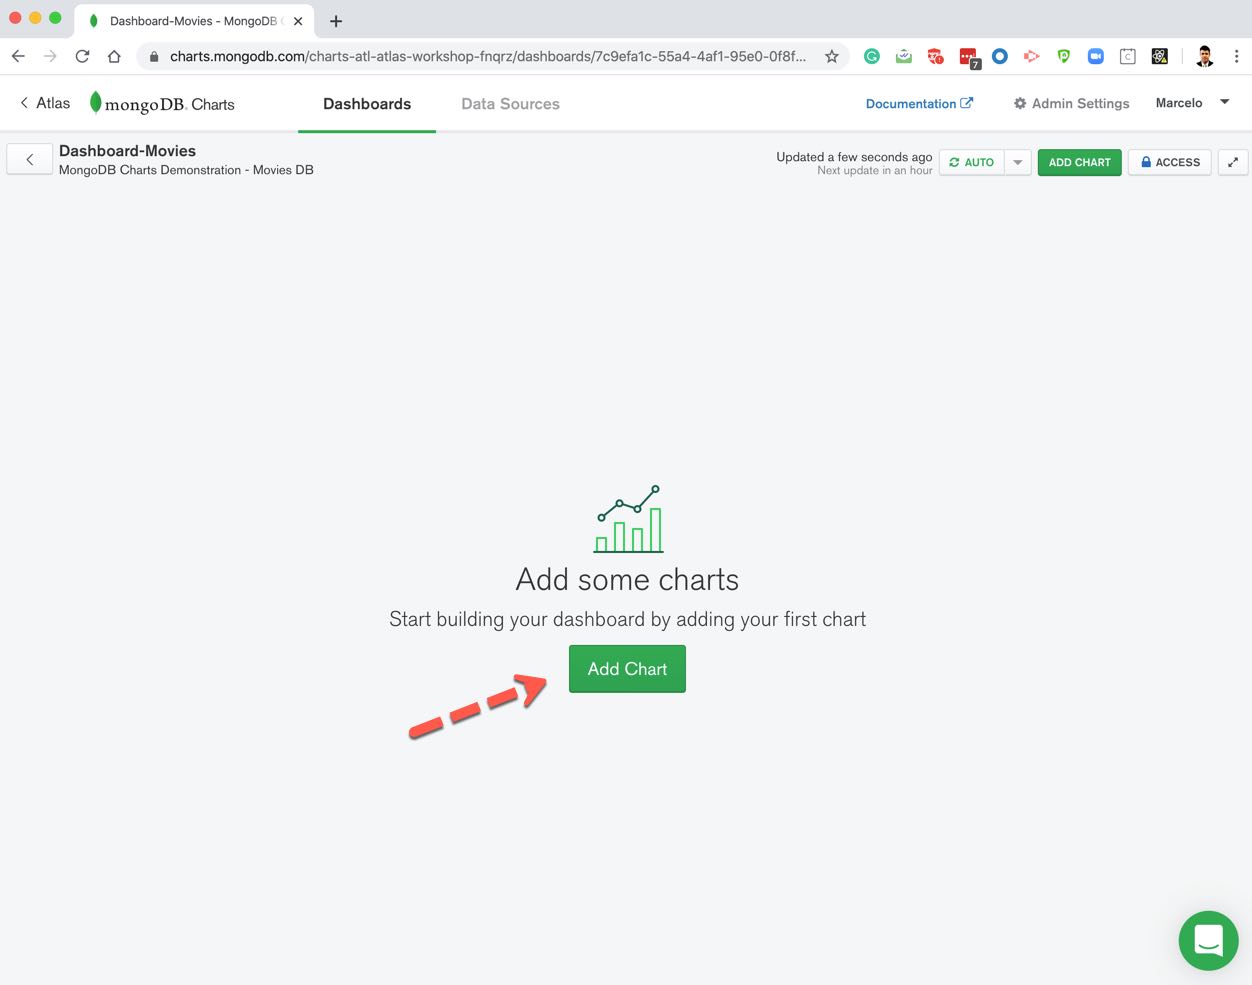 Dashboard-Movies - MongoDB
charts.mongodb.com/charts-atl-atlas-workshop-fnqrz/dashboards/7c9efa1c-55a4-4af1-95e0-0f8f...
7
Atlas
mongoDB. Charts
Dashboards
Data Sources
Documentation
Admin Settings
Marcelo
Dashboard-Movies
MongoDB Charts Demonstration - Movies DB
Updated a few seconds ago
Next update in an hour
AUTO
ADD CHART
ACCESS
Add some charts
Start building your dashboard by adding your first chart
Add Chart